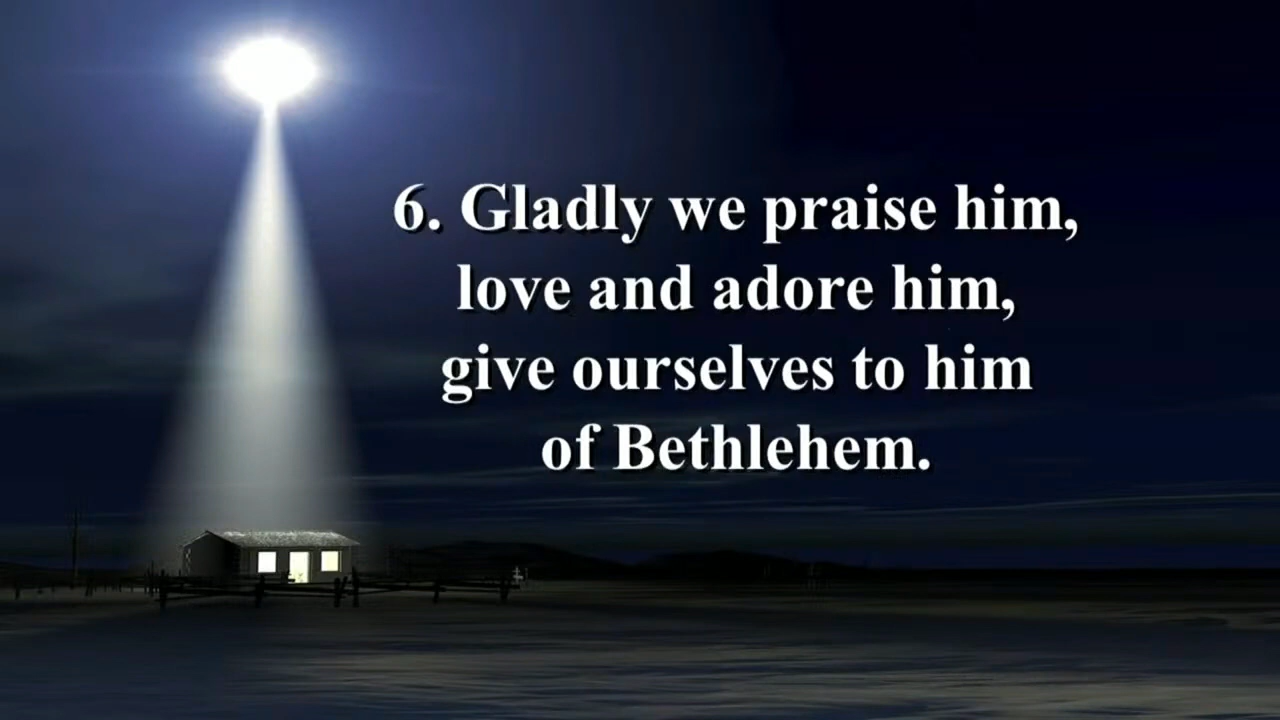 6. Gladly we praise him,
love and adore him,
give ourselves to him
of Bethlehem.